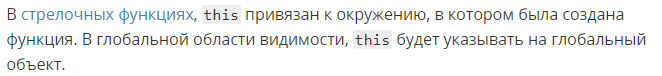 В стрелочных функциях, this привязан к окружению, в котором была создана
функция. В глобальной области видимости, this будет указывать на глобальный
объект.